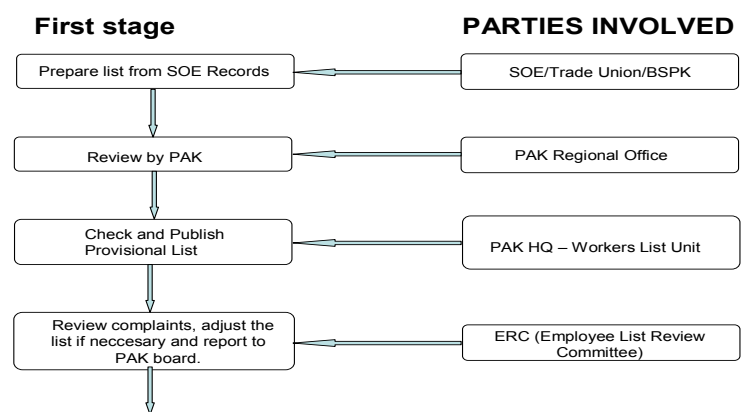 First stage
PARTIES INVOLVED
Prepare list from SOE Records
SOE/Trade Union/BSPK
Review by PAK
PAK Regional Office
Check and Publish
Provisional List
PAK HQ – Workers List Unit
Review complaints, adjust the
list if neccesary and report to
PAK board.
ERC (Employee List Review
Committee)